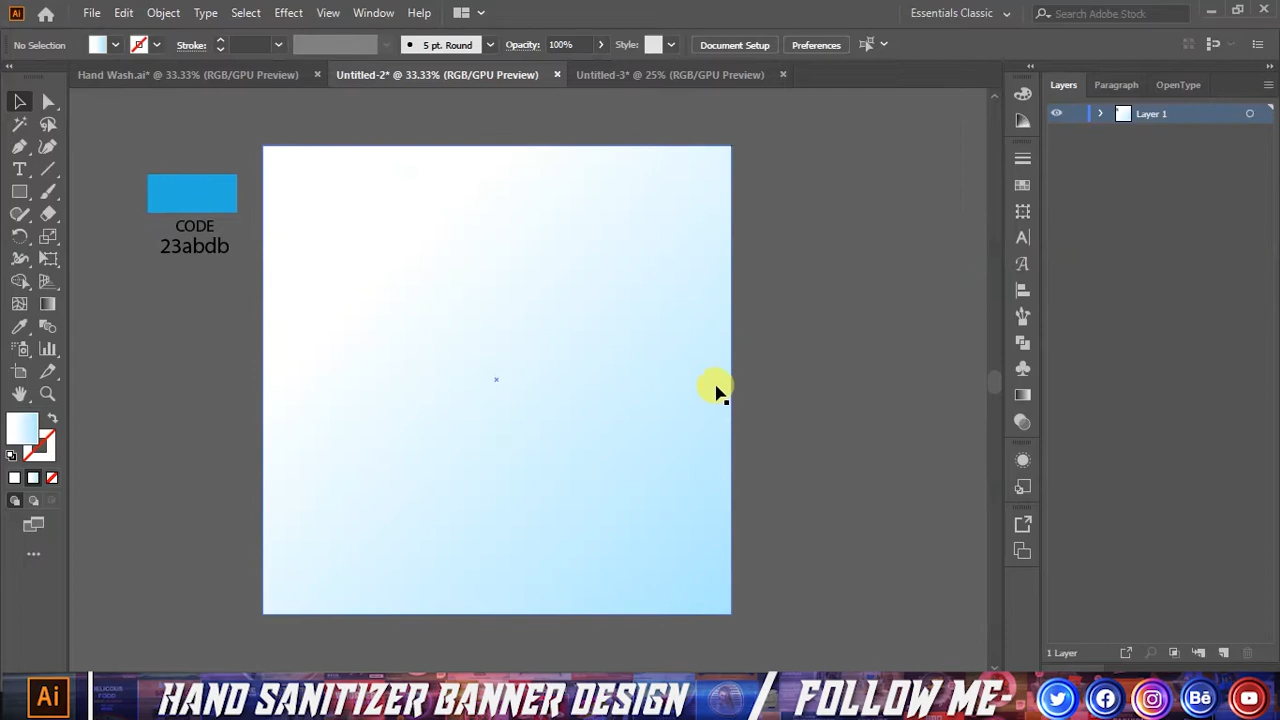 Ai File Edit Object Type Select Effect View Window Help Essentials Classic Search Adobe Stock
No Selection Stroke: 5 pt. Round Opacity: 100% Style: Document Setup Preferences
Hand Wash.ai* @ 33.33% (RGB/GPU Preview) Untitled-2* @ 33.33% (RGB/GPU Preview) Untitled-3* @ 25% (RGB/GPU Preview)
Layers Paragraph OpenType
Layer 1
CODE
23abdb
1 Layer
Ai HAND SANITIZER BANNER DESIGN / FOLLOW ME-